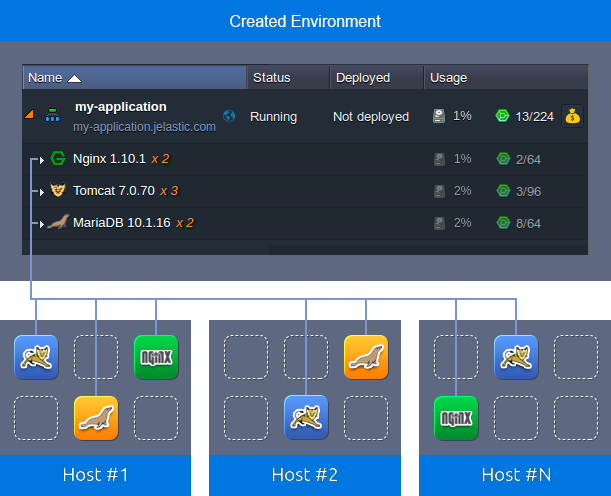 Created Environment
Name Status Deployed Usage
my-application
my-application.jelastic.com Running Not deployed 1% 13/224
Nginx 1.10.1 x 2 1% 2/64
Tomcat 7.0.70 x 3 2% 3/96
MariaDB 10.1.16 x 2 2% 8/64
NGINX
NGINX
Host #1 Host #2 Host #N